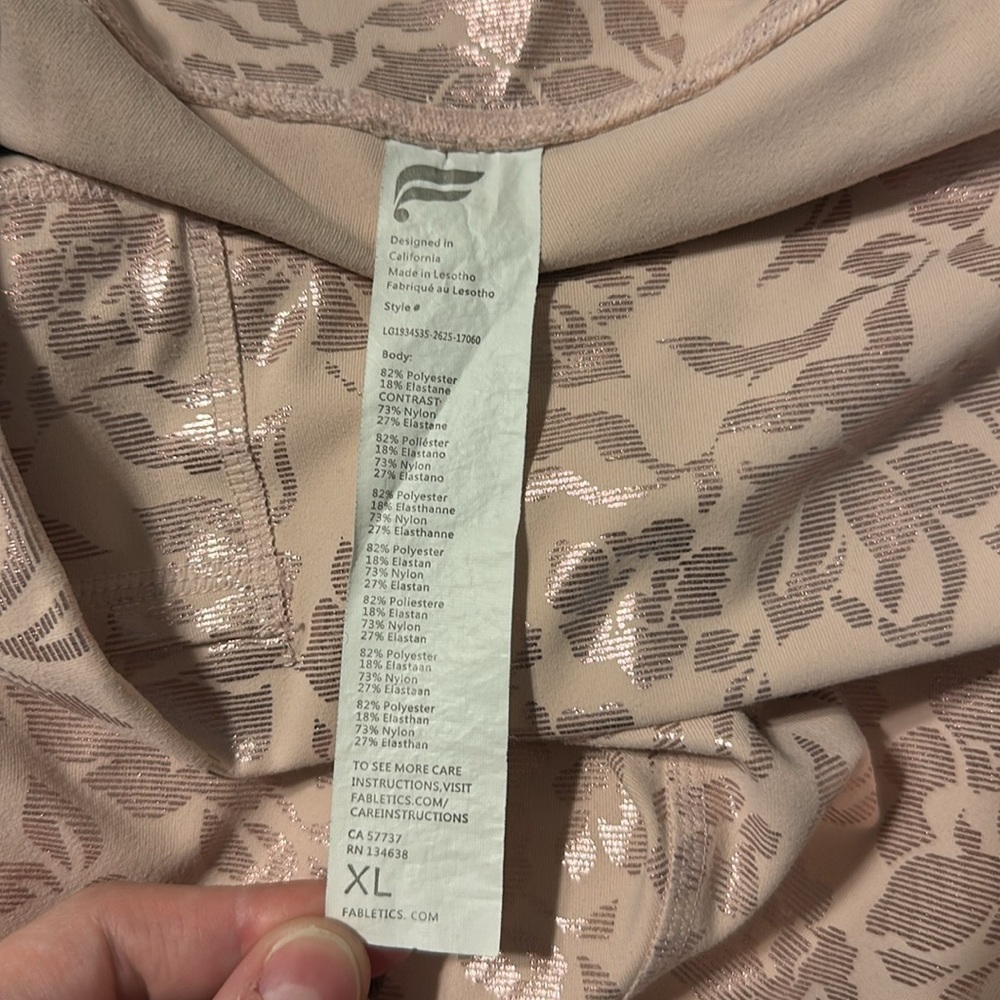 Designed in
California
Made in Lesotho
Fabriqué au Lesotho
Style #
LG1934535-2625-17060
Body:
82% Polyester
18% Elastane
CONTRAST:
73% Nylon
27% Elastane
82% Poliéster
18% Elastano
73% Nylon
27% Elastano
82% Polyester
18% Elasthanne
73% Nylon
27% Elasthanne
82% Polyester
18% Elastan
73% Nylon
27% Elastan
82% Poliestere
18% Elastan
73% Nylon
27% Elastan
82% Polyester
18% Elastaan
73% Nylon
27% Elastaan
82% Polyester
18% Elasthan
73% Nylon
27% Elasthan
TO SEE MORE CARE
INSTRUCTIONS,VISIT
FABLETICS.COM/
CAREINSTRUCTIONS
CA 57737
RN 134638
XL
FABLETICS. COM